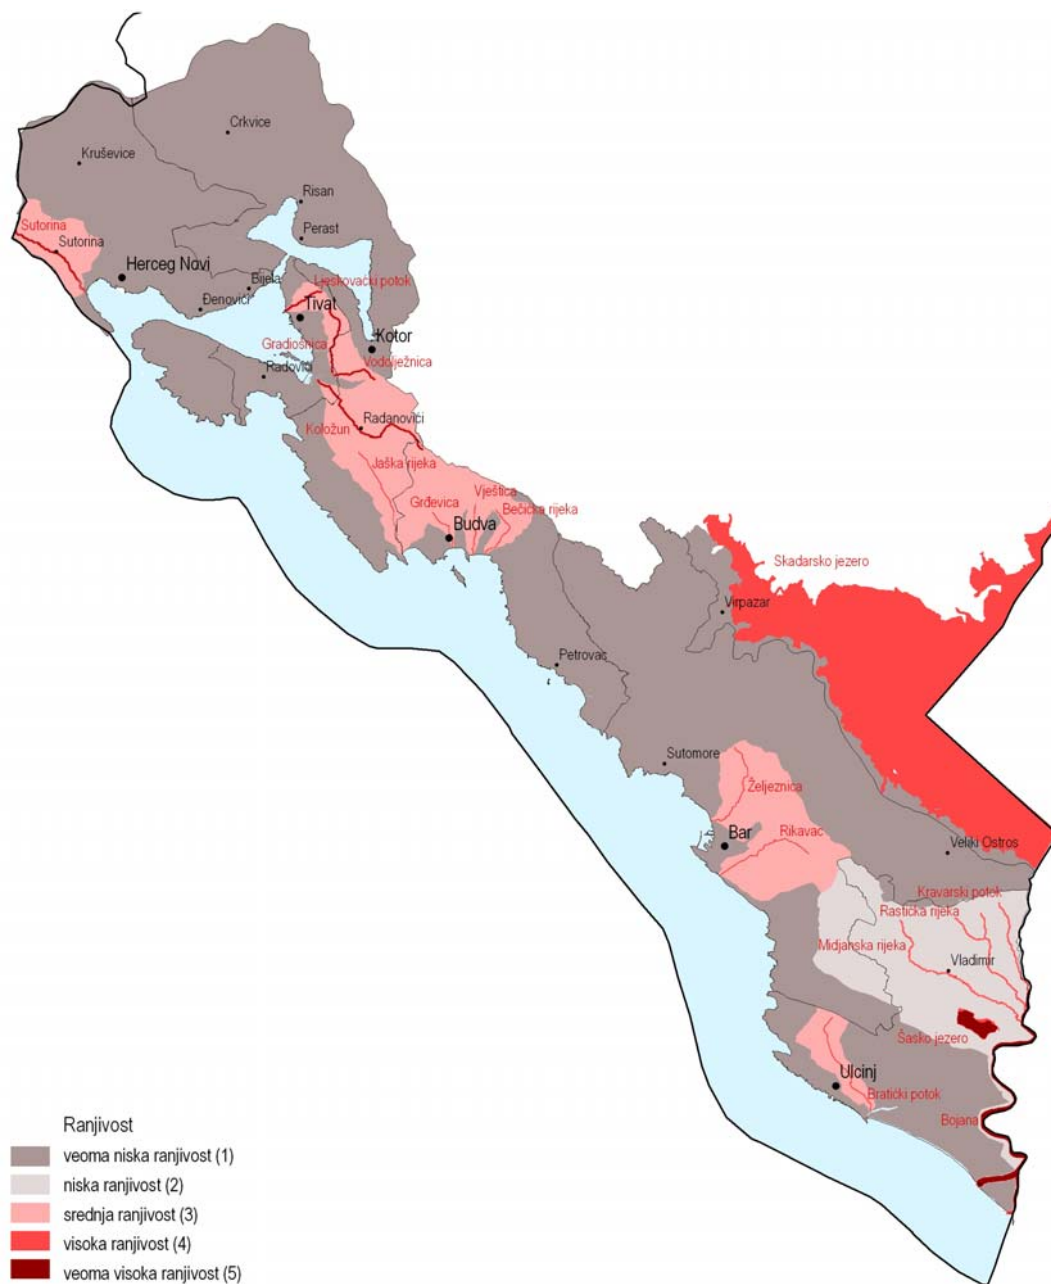 Crkvice
Kruševice
Risan
Sutorina
Perast
Sutorina
Herceg Novi
Bijela
Ljeskovački potok
Đenovići
Tivat
Kotor
Gradiošnica
Vodolježnica
Radovići
Koložun
Radanovići
Jaška rijeka
Vještica
Grđevica
Bečićka rijeka
Budva
Skadarsko jezero
Virpazar
Petrovac
Sutomore
Željeznica
Bar
Rikavac
Veliki Ostros
Kravarski potok
Rastička rijeka
Midjanska rijeka
Vladimir
Šasko jezero
Ulcinj
Bratički potok
Bojana
Ranjivost
veoma niska ranjivost (1)
niska ranjivost (2)
srednja ranjivost (3)
visoka ranjivost (4)
veoma visoka ranjivost (5)